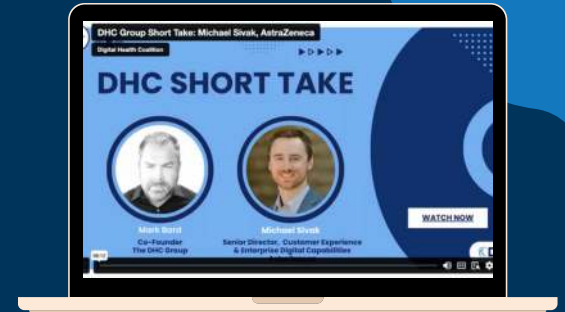 DHC Group Short Take: Michael Sivak, AstraZeneca
Digital Health Coalition
DHC SHORT TAKE
Mark Bard
Co-Founder
The DHC Group
Michael Sivak
Senior Director, Customer Experience
& Enterprise Digital Capabilities
WATCH NOW